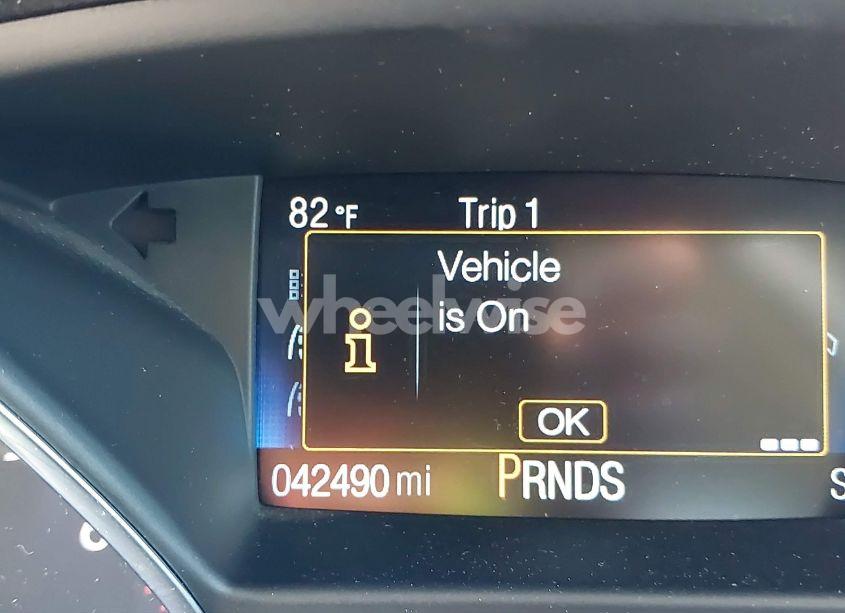 82 °F Trip 1
Vehicle
is On
wheelwise
OK
042490 mi PRNDS